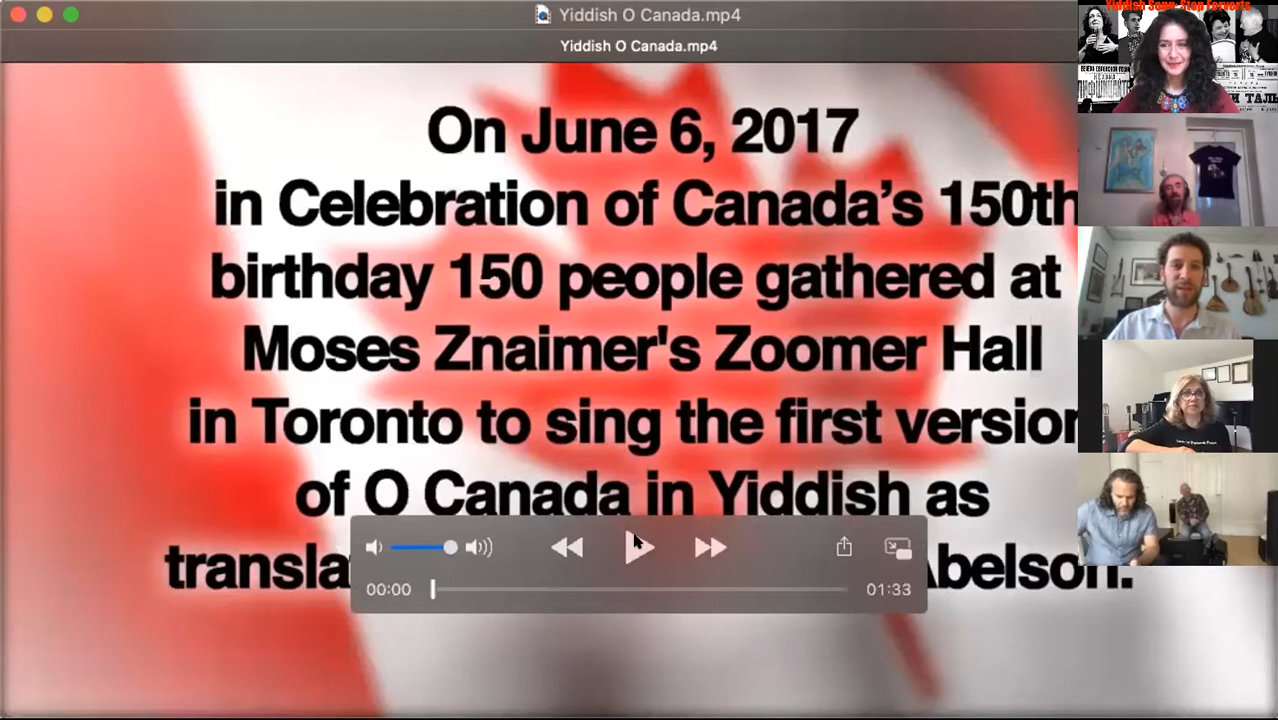 Yiddish O Canada.mp4
Yiddish O Canada.mp4
On June 6, 2017
in Celebration of Canada's 150th
birthday 150 people gathered at
Moses Znaimer's Zoomer Hall
in Toronto to sing the first version
of O Canada in Yiddish as
transla Abelson.
00:00
01:33